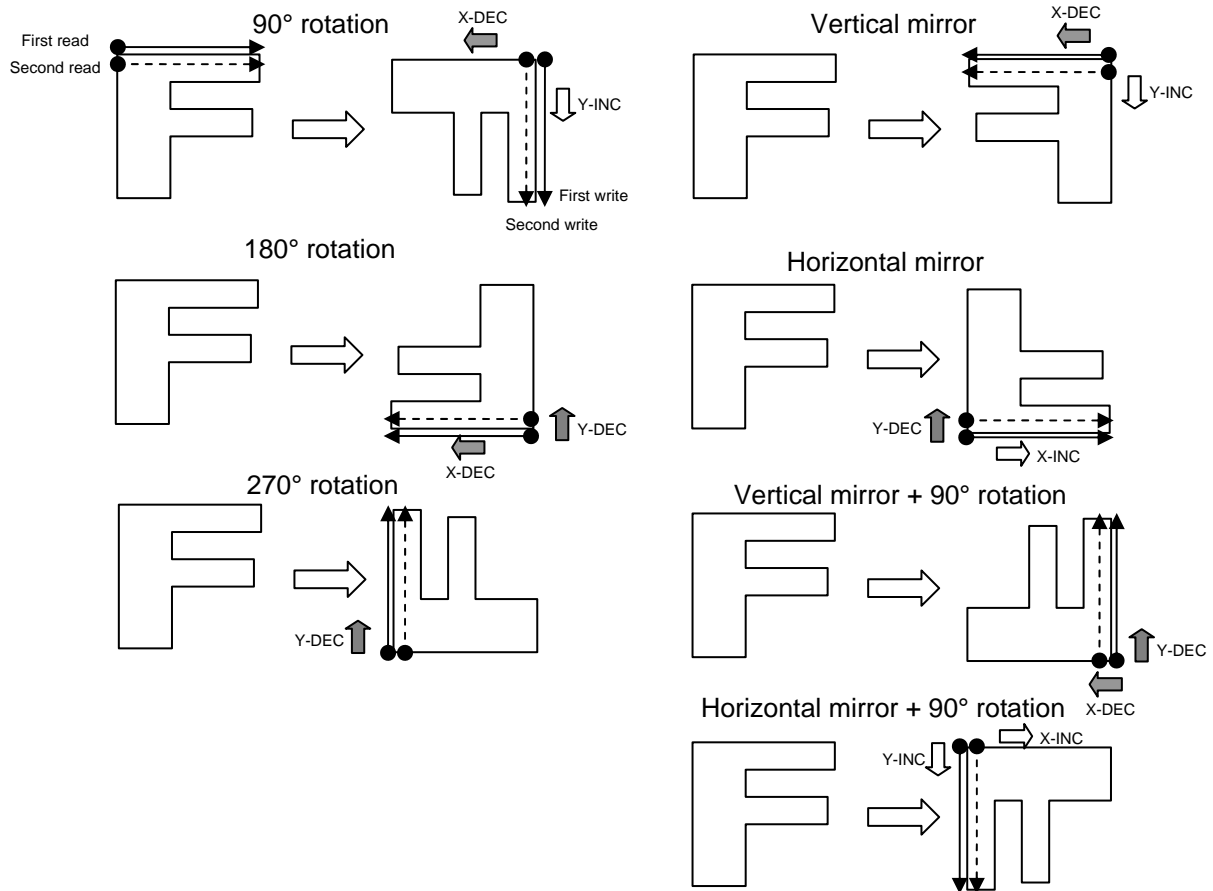 90° rotation
First read
Second read
X-DEC
Y-INC
First write
Second write
Vertical mirror
X-DEC
Y-INC
180° rotation
Y-DEC
X-DEC
Horizontal mirror
Y-DEC
X-INC
270° rotation
Y-DEC
Vertical mirror + 90° rotation
Y-DEC
X-DEC
Horizontal mirror + 90° rotation
Y-INC
X-INC